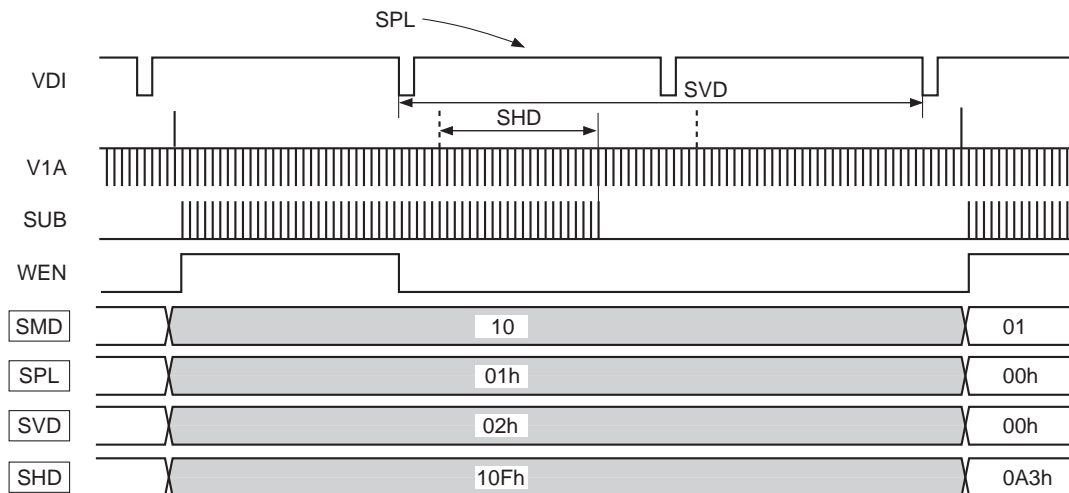 SPL
VDI
SVD
SHD
V1A
SUB
WEN
SMD 10 01
SPL 01h 00h
SVD 02h 00h
SHD 10Fh 0A3h